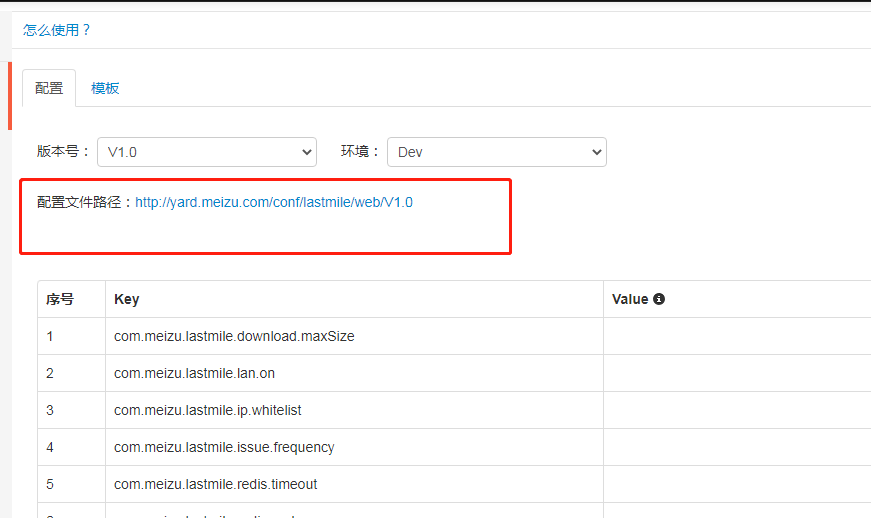 怎么使用？
配置 模板
版本号： V1.0 环境： Dev
配置文件路径：http://yard.meizu.com/conf/lastmile/web/V1.0
序号 Key Value
1 com.meizu.lastmile.download.maxSize
2 com.meizu.lastmile.lan.on
3 com.meizu.lastmile.ip.whitelist
4 com.meizu.lastmile.issue.frequency
5 com.meizu.lastmile.redis.timeout